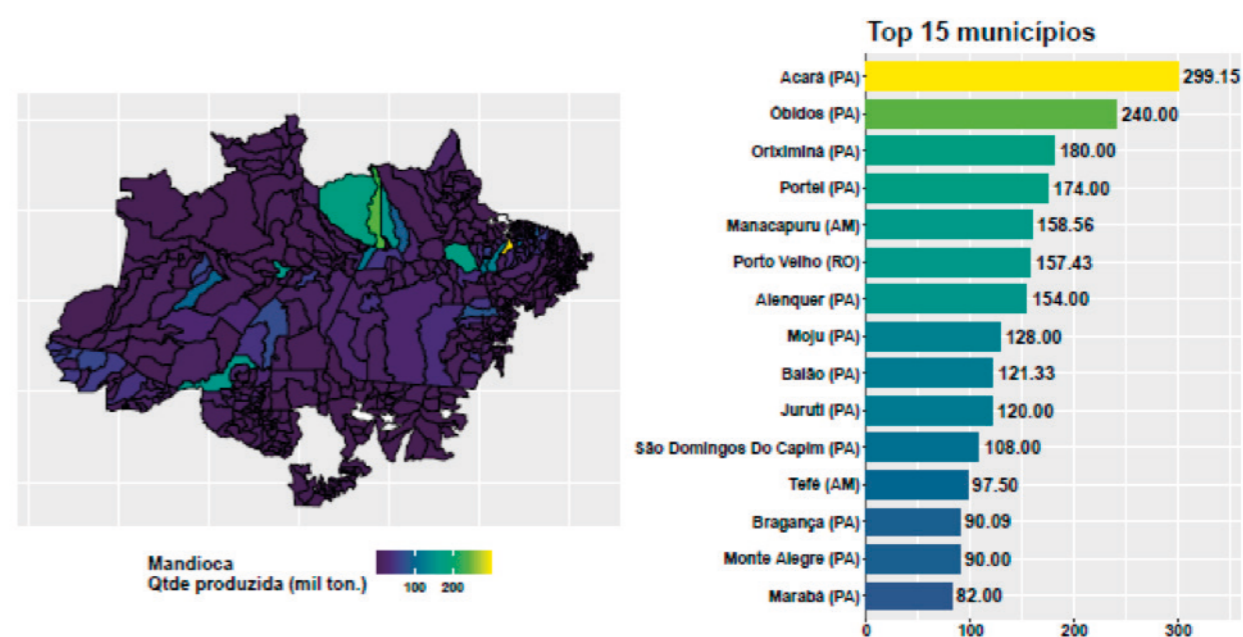 Top 15 municípios
Acará (PA) 299.15
Óbidos (PA) 240.00
Oriximiná (PA) 180.00
Portel (PA) 174.00
Manacapuru (AM) 158.56
Porto Velho (RO) 157.43
Alenquer (PA) 154.00
Moju (PA) 128.00
Baião (PA) 121.33
Juruti (PA) 120.00
São Domingos Do Capim (PA) 108.00
Tefé (AM) 97.50
Bragança (PA) 90.09
Monte Alegre (PA) 90.00
Marabá (PA) 82.00
0 100 200 300
Mandioca
Qtde produzida (mil ton.)
100 200